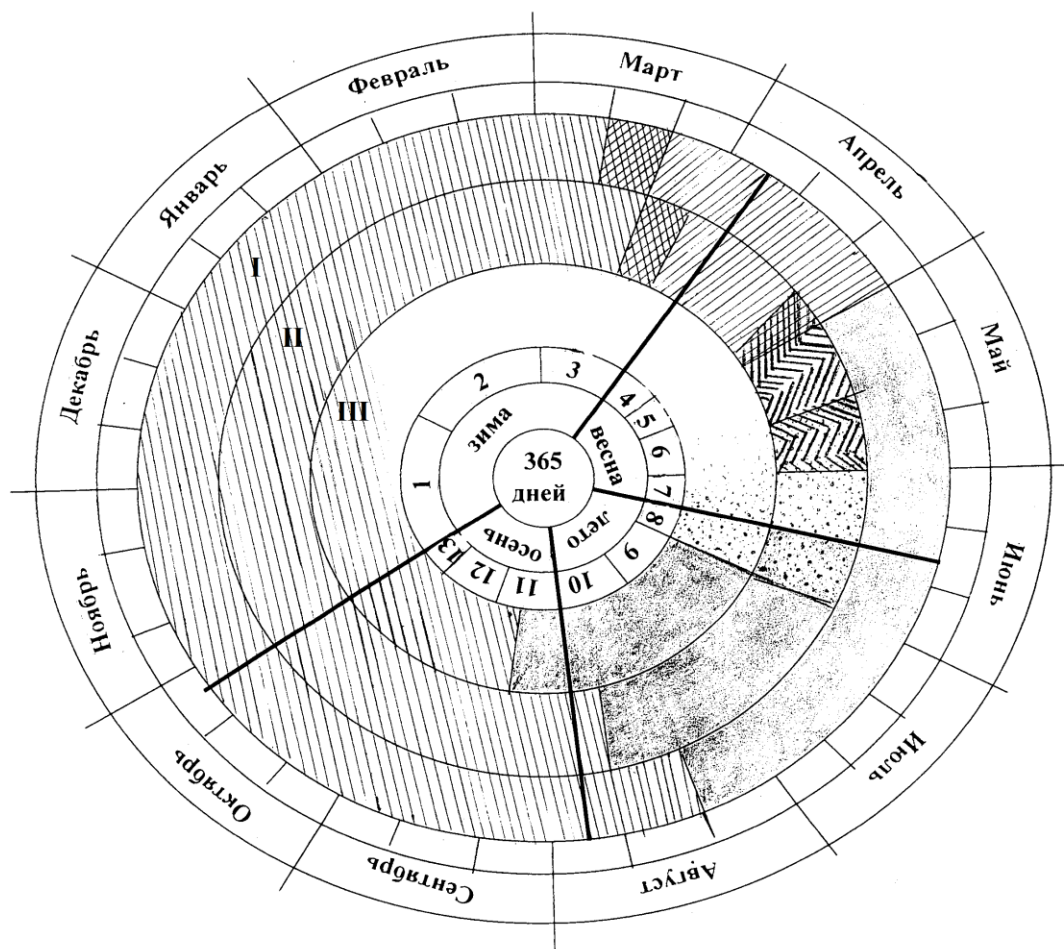 Январь
Февраль
Март
Апрель
Май
Июнь
Июль
Август
Сентябрь
Октябрь
Ноябрь
Декабрь
I
II
III
1
2
3
4
5
6
7
8
9
10
11
12
13
зима
весна
лето
осень
365
дней